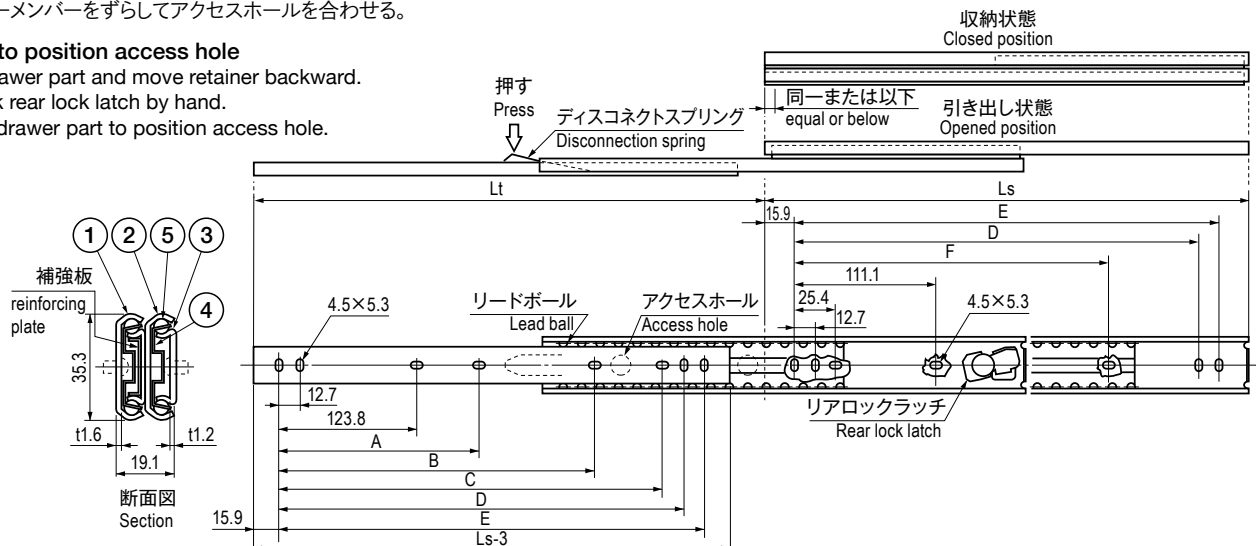 ーメンバーをずらしてアクセスホールを合わせる。
to position access hole
awer part and move retainer backward.
k rear lock latch by hand.
drawer part to position access hole.
収納状態
Closed position
押す
Press
ディスコネクトスプリング
Disconnection spring
同一または以下
equal or below
引き出し状態
Opened position
Lt
Ls
15.9
E
D
F
111.1
25.4
12.7
4.5×5.3
1
2
5
3
4
補強板
reinforcing
plate
35.3
t1.6
t1.2
19.1
断面図
Section
4.5×5.3
リードボール
Lead ball
アクセスホール
Access hole
リアロックラッチ
Rear lock latch
12.7
123.8
A
B
C
D
E
15.9
Ls-3